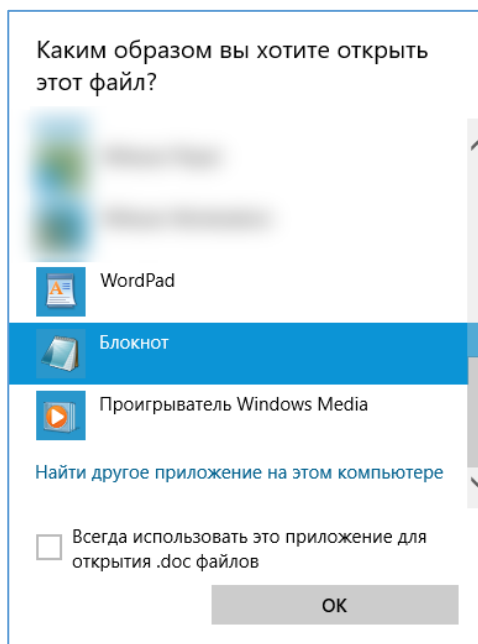 Каким образом вы хотите открыть
этот файл?
WordPad
Блокнот
Проигрыватель Windows Media
Найти другое приложение на этом компьютере
Всегда использовать это приложение для
открытия .doc файлов
ОК